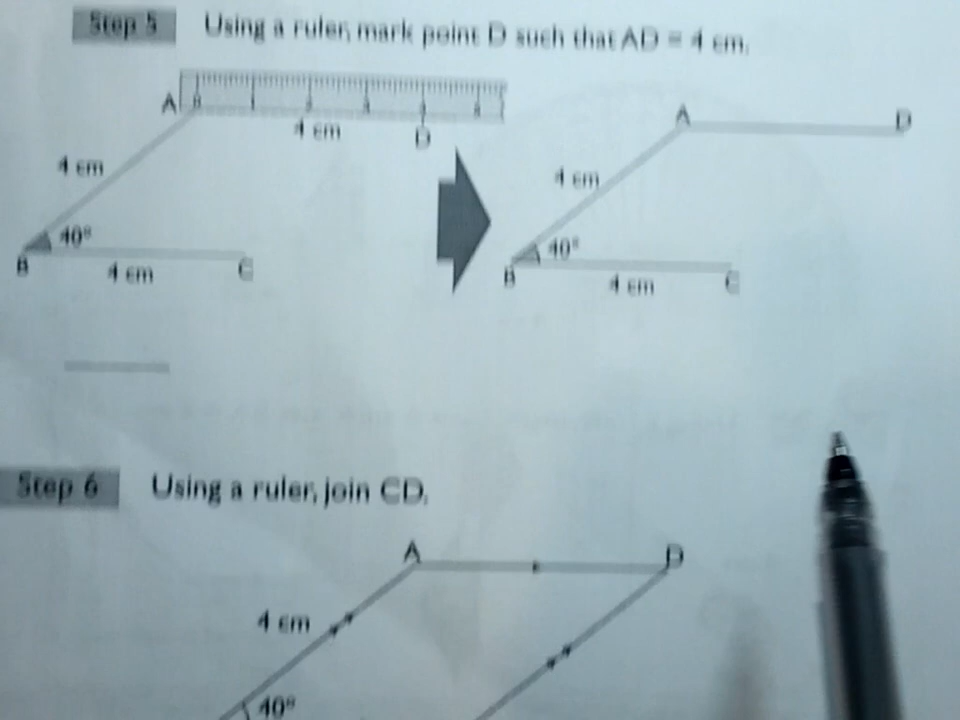 Step 5 Using a ruler, mark point D such that AD = 4 cm.
A
4 cm
D
4 cm
40°
B
4 cm
C
A
D
4 cm
40°
B
4 cm
C
Step 6 Using a ruler, join CD.
A
D
4 cm
40°